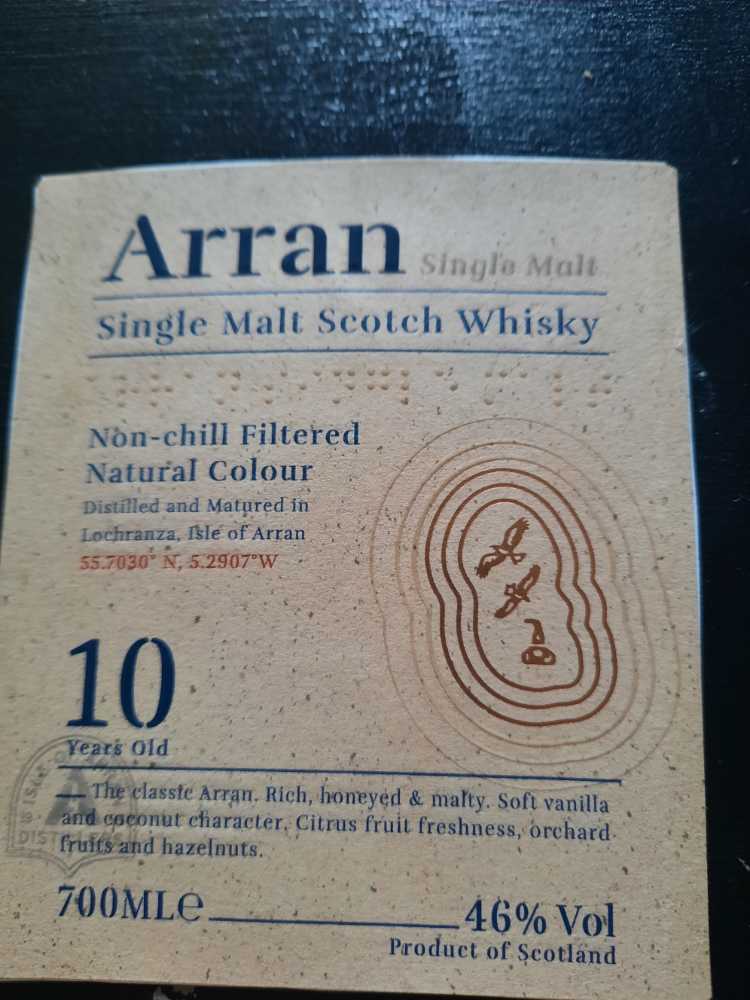 Arran Single Malt
Single Malt Scotch Whisky
Non-chill Filtered
Natural Colour
Distilled and Matured in
Lochranza, Isle of Arran
55.7030° N, 5.2907°W
10
Years Old
— The classic Arran. Rich, honeyed & malty. Soft vanilla
and coconut character, Citrus fruit freshness, orchard
fruits and hazelnuts.
700ML℮ 46% Vol
Product of Scotland